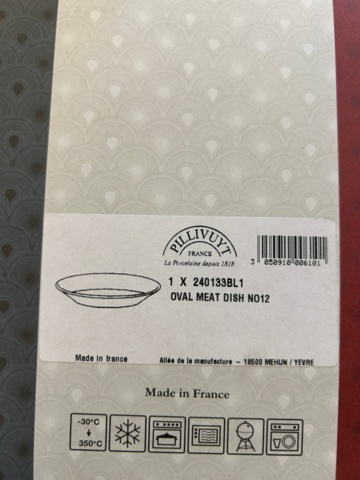 PILLIVUYT
FRANCE
La Porcelaine depuis 1818
3 050910 006101
1 X 240133BL1
OVAL MEAT DISH NO12
Made in france
Allée de la manufacture - 18500 MEHUN / YEVRE
Made in France
-30°C
350°C